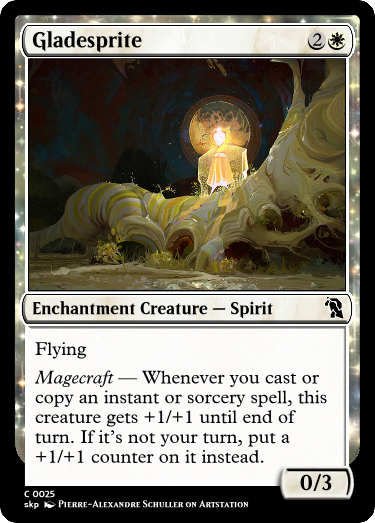 Gladesprite 2
Enchantment Creature — Spirit
Flying
Magecraft — Whenever you cast or
copy an instant or sorcery spell, this
creature gets +1/+1 until end of
turn. If it's not your turn, put a
+1/+1 counter on it instead.
0/3
C 0025
skp Pierre-Alexandre Schuller on Artstation